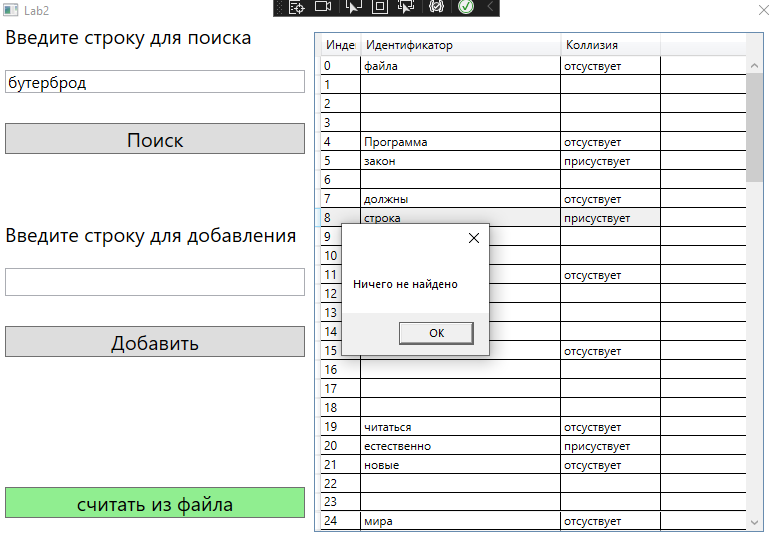 Lab2
Введите строку для поиска
бутерброд
Поиск
Введите строку для добавления
Добавить
считать из файла
Инде Идентификатор Коллизия
0 файла отсуствует
1
2
3
4 Программа отсуствует
5 закон присуствует
6
7 должны отсуствует
8 строка присуствует
9
10
11 отсуствует
12
13
14
15 отсуствует
16
17
18
19 читаться отсуствует
20 естественно присуствует
21 новые отсуствует
22
23
24 мира отсуствует
Ничего не найдено
ОК